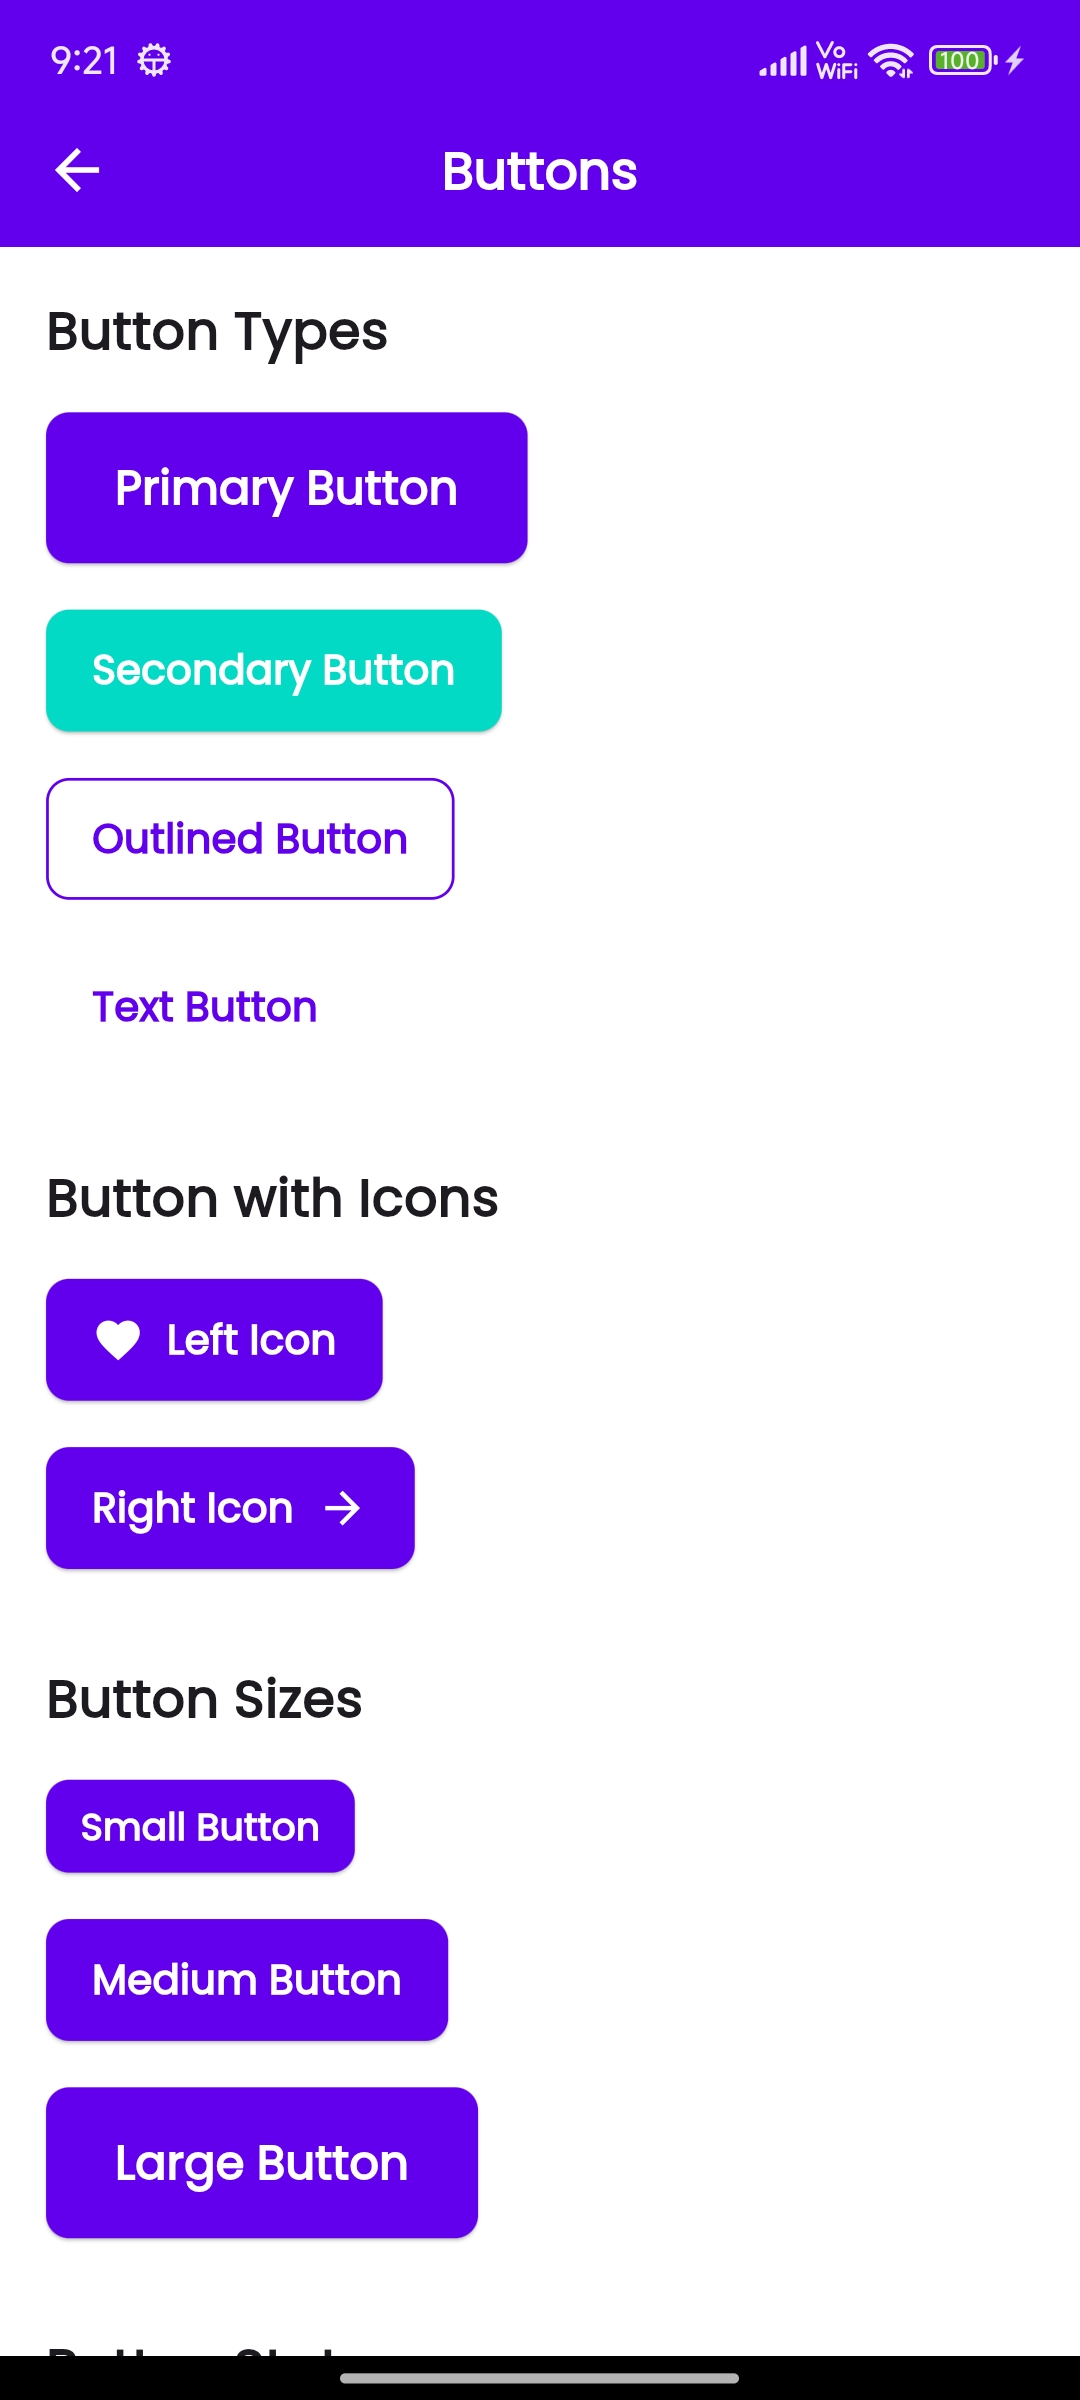 9:21
Vo
WiFi
100
Buttons
Button Types
Primary Button
Secondary Button
Outlined Button
Text Button
Button with Icons
Left Icon
Right Icon
Button Sizes
Small Button
Medium Button
Large Button